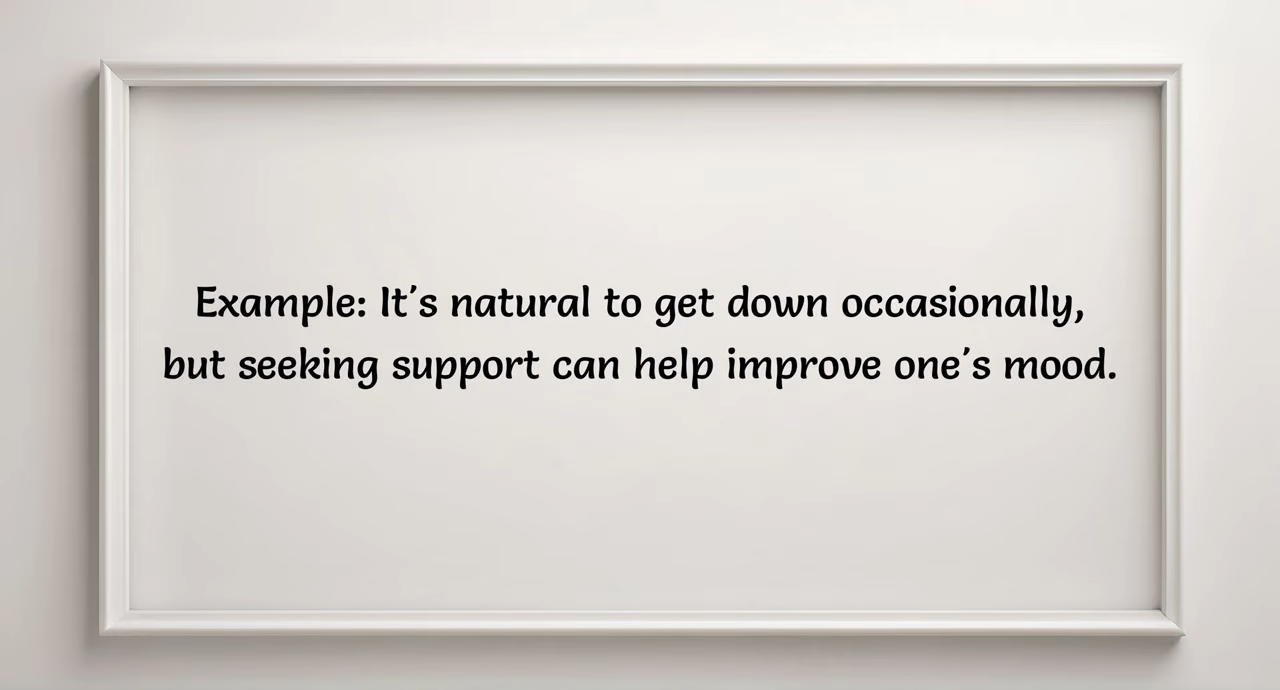 Example: It's natural to get down occasionally,
but seeking support can help improve one's mood.